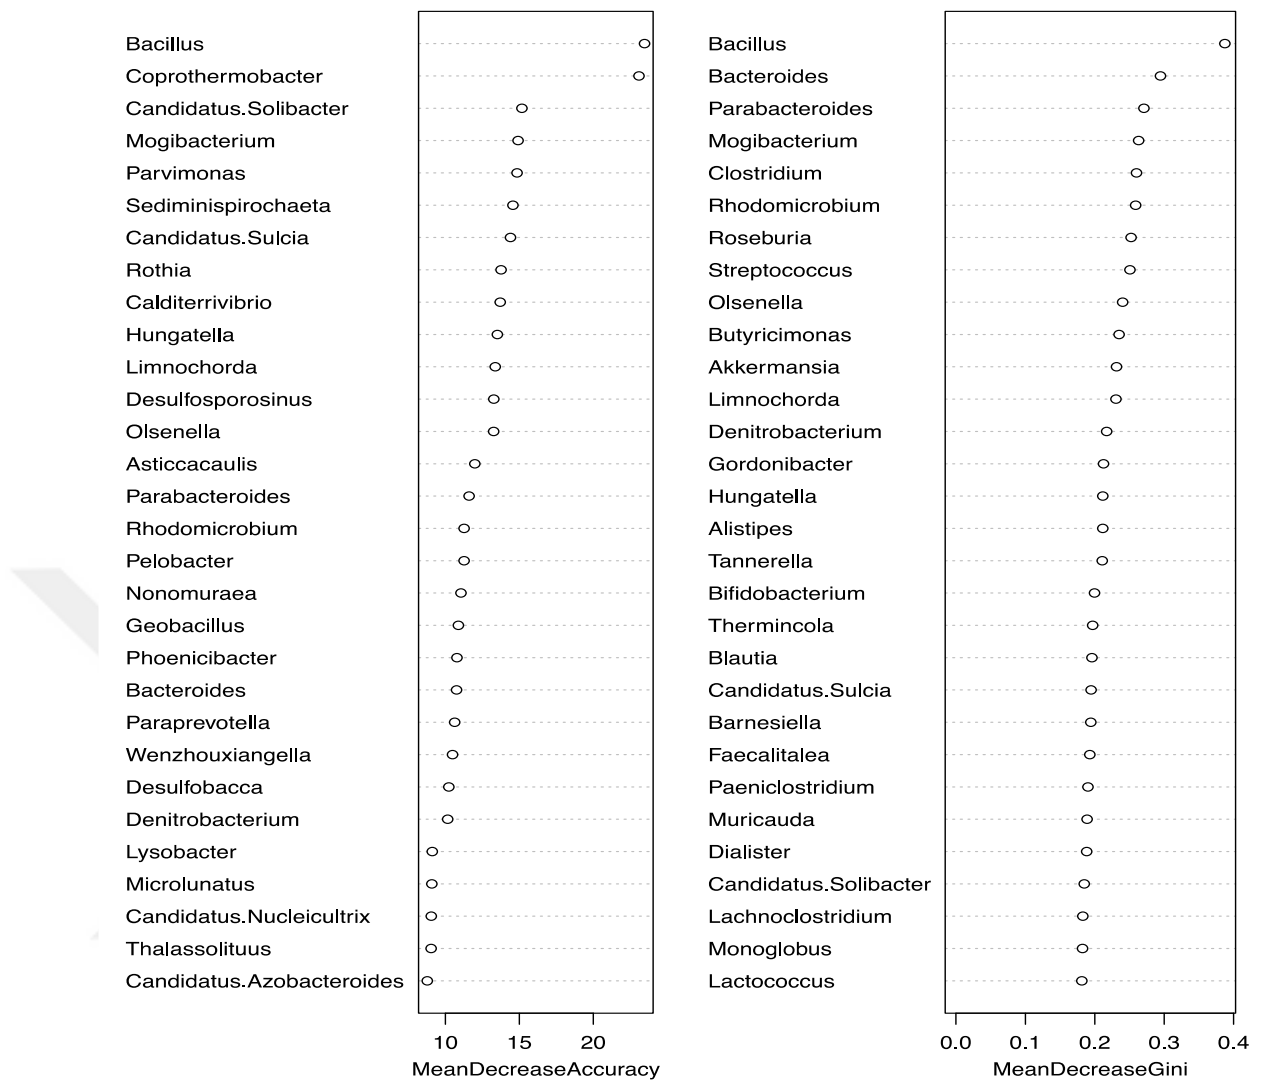 Bacillus
Coprothermobacter
Candidatus.Solibacter
Mogibacterium
Parvimonas
Sediminispirochaeta
Candidatus.Sulcia
Rothia
Calditerrivibrio
Hungatella
Limnochorda
Desulfosporosinus
Olsenella
Asticcacaulis
Parabacteroides
Rhodomicrobium
Pelobacter
Nonomuraea
Geobacillus
Phoenicibacter
Bacteroides
Paraprevotella
Wenzhouxiangella
Desulfobacca
Denitrobacterium
Lysobacter
Microlunatus
Candidatus.Nucleicultrix
Thalassolituus
Candidatus.Azobacteroides
10 15 20
MeanDecreaseAccuracy
Bacillus
Bacteroides
Parabacteroides
Mogibacterium
Clostridium
Rhodomicrobium
Roseburia
Streptococcus
Olsenella
Butyricimonas
Akkermansia
Limnochorda
Denitrobacterium
Gordonibacter
Hungatella
Alistipes
Tannerella
Bifidobacterium
Thermincola
Blautia
Candidatus.Sulcia
Barnesiella
Faecalitalea
Paeniclostridium
Muricauda
Dialister
Candidatus.Solibacter
Lachnoclostridium
Monoglobus
Lactococcus
0.0 0.1 0.2 0.3 0.4
MeanDecreaseGini